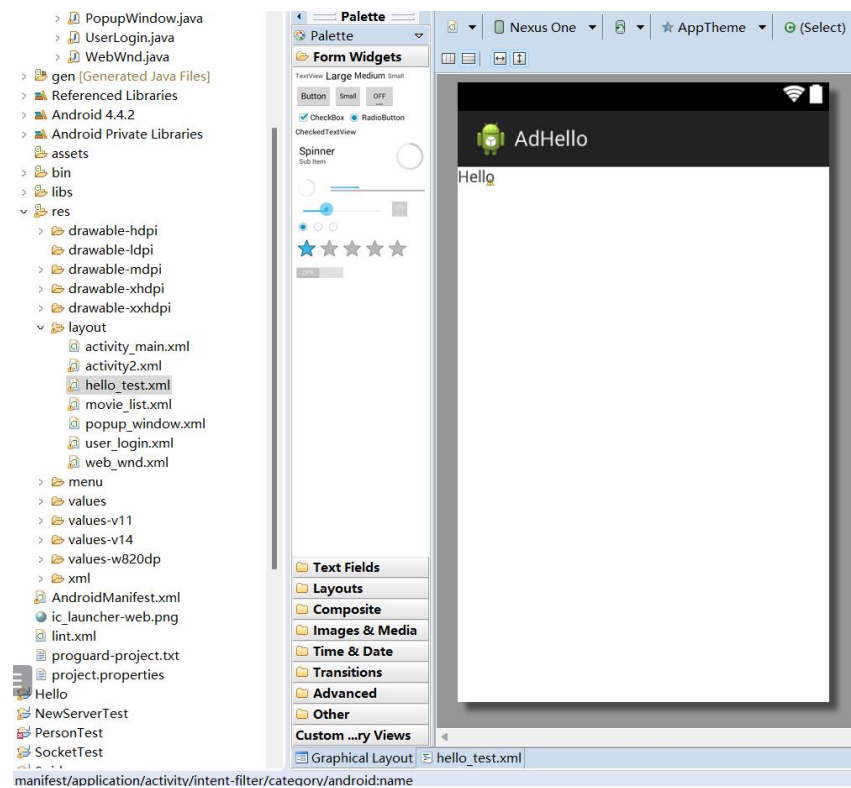 PopupWindow.java
UserLogin.java
WebWnd.java
gen [Generated Java Files]
Referenced Libraries
Android 4.4.2
Android Private Libraries
assets
bin
libs
res
drawable-hdpi
drawable-ldpi
drawable-mdpi
drawable-xhdpi
drawable-xxhdpi
layout
activity_main.xml
activity2.xml
hello_test.xml
movie_list.xml
popup_window.xml
user_login.xml
web_wnd.xml
menu
values
values-v11
values-v14
values-w820dp
xml
AndroidManifest.xml
ic_launcher-web.png
lint.xml
proguard-project.txt
project.properties
Hello
NewServerTest
PersonTest
SocketTest
Palette
Palette
Form Widgets
TextView Large Medium Small
Button Small OFF
CheckBox RadioButton
CheckedTextView
Spinner
Sub Item
OFF
Text Fields
Layouts
Composite
Images & Media
Time & Date
Transitions
Advanced
Other
Custom ...ry Views
Nexus One AppTheme (Select)
AdHello
Hello
Graphical Layout hello_test.xml
manifest/application/activity/intent-filter/category/android:name